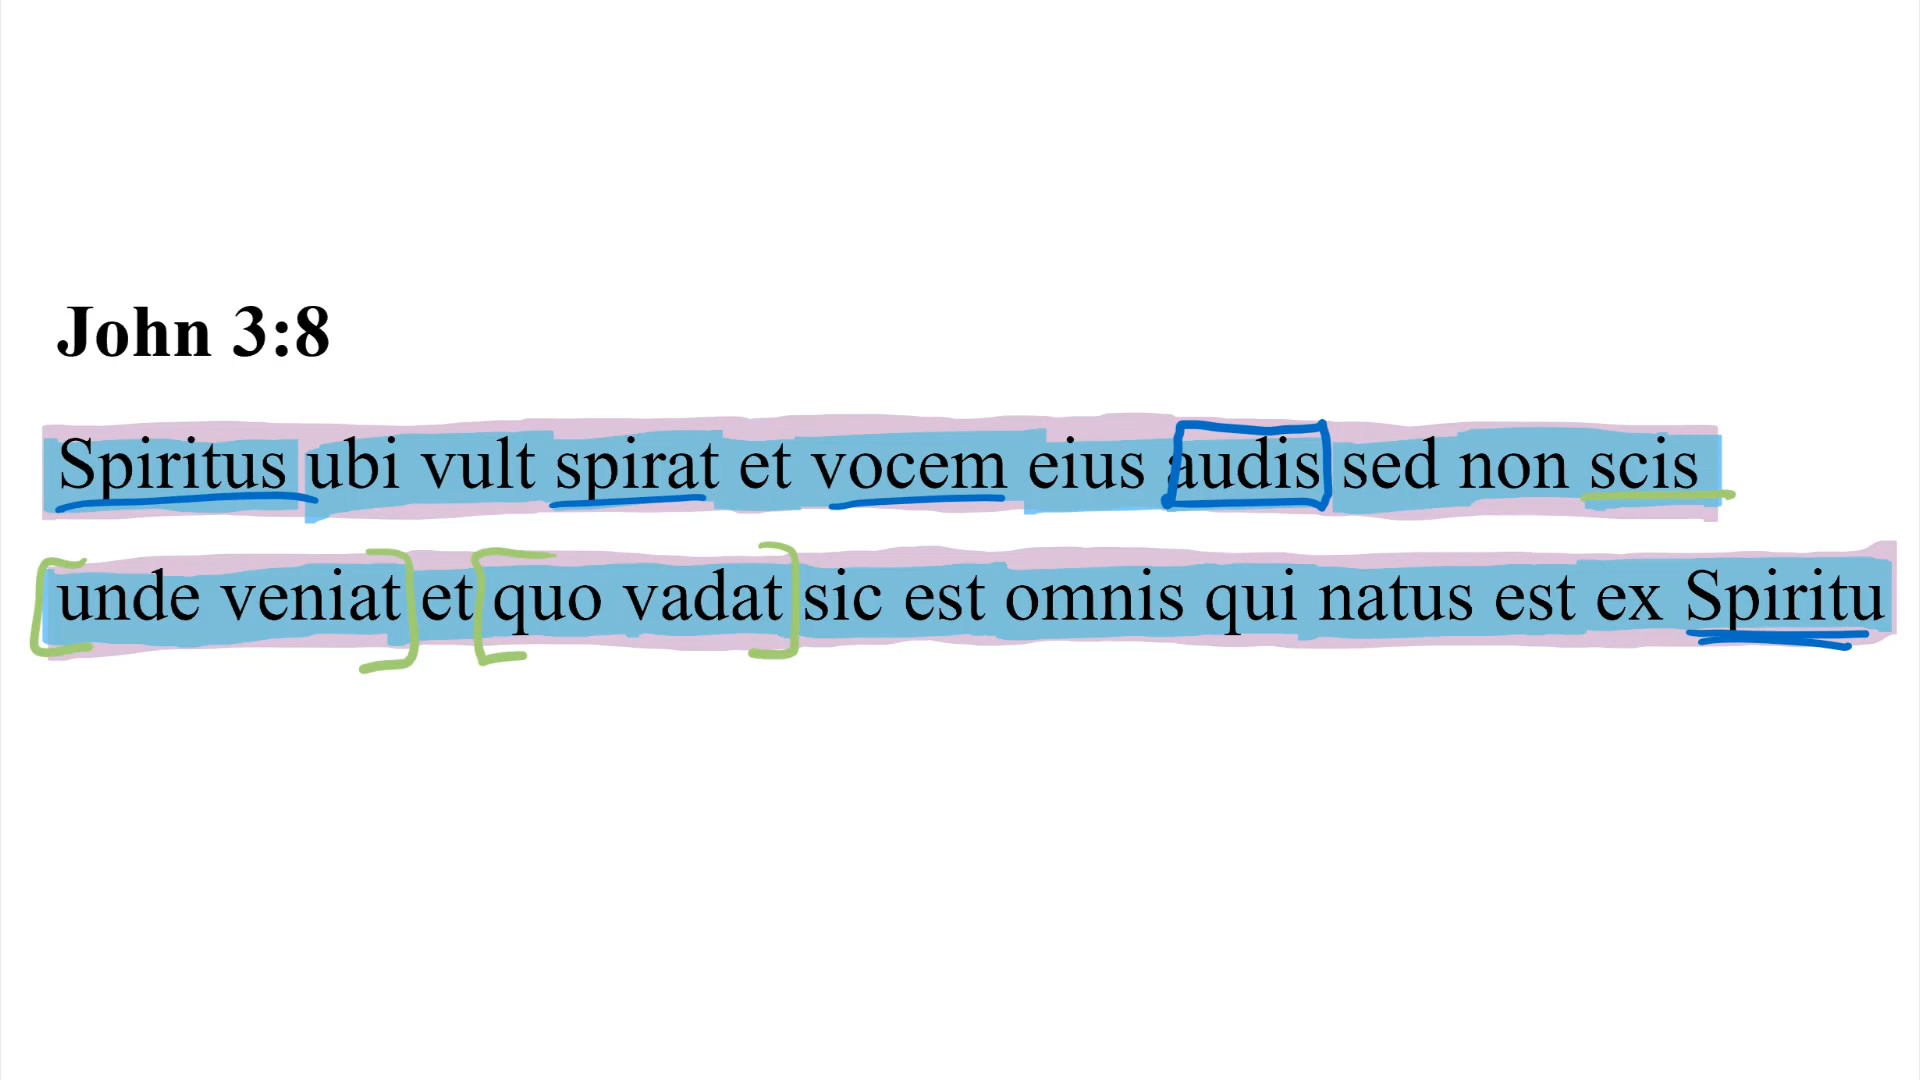 John 3:8
Spiritus ubi vult spirat et vocem eius audis sed non scis
unde veniat et quo vadat sic est omnis qui natus est ex Spiritu